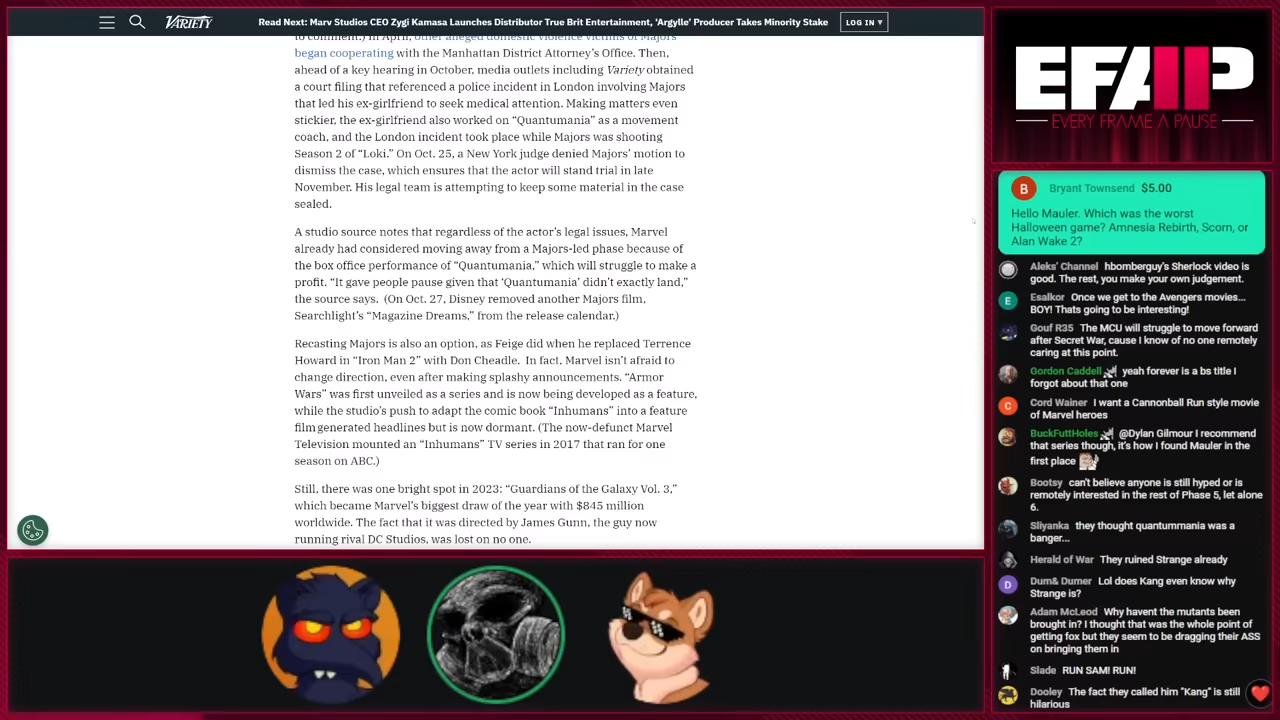 VARIETY
Read Next: Marv Studios CEO Zygi Kamasa Launches Distributor True Brit Entertainment, ‘Argylle’ Producer Takes Minority Stake
LOG IN ▾
to comment.) In April, other alleged domestic violence victims of Majors
began cooperating with the Manhattan District Attorney’s Office. Then,
ahead of a key hearing in October, media outlets including Variety obtained
a court filing that referenced a police incident in London involving Majors
that led his ex-girlfriend to seek medical attention. Making matters even
stickier, the ex-girlfriend also worked on “Quantumania” as a movement
coach, and the London incident took place while Majors was shooting
Season 2 of “Loki.” On Oct. 25, a New York judge denied Majors’ motion to
dismiss the case, which ensures that the actor will stand trial in late
November. His legal team is attempting to keep some material in the case
sealed.
A studio source notes that regardless of the actor’s legal issues, Marvel
already had considered moving away from a Majors-led phase because of
the box office performance of “Quantumania,” which will struggle to make a
profit. “It gave people pause given that ‘Quantumania’ didn’t exactly land,”
the source says. (On Oct. 27, Disney removed another Majors film,
Searchlight’s “Magazine Dreams,” from the release calendar.)
Recasting Majors is also an option, as Feige did when he replaced Terrence
Howard in “Iron Man 2” with Don Cheadle. In fact, Marvel isn’t afraid to
change direction, even after making splashy announcements. “Armor
Wars” was first unveiled as a series and is now being developed as a feature,
while the studio’s push to adapt the comic book “Inhumans” into a feature
film generated headlines but is now dormant. (The now-defunct Marvel
Television mounted an “Inhumans” TV series in 2017 that ran for one
season on ABC.)
Still, there was one bright spot in 2023: “Guardians of the Galaxy Vol. 3,”
which became Marvel’s biggest draw of the year with $845 million
worldwide. The fact that it was directed by James Gunn, the guy now
running rival DC Studios, was lost on no one.
EFAP
EVERY FRAME A PAUSE
B Bryant Townsend $5.00
Hello Mauler. Which was the worst
Halloween game? Amnesia Rebirth, Scorn, or
Alan Wake 2?
Aleks' Channel hbomberguy's Sherlock video is
good. The rest, you make your own judgement.
E Esalkor Once we get to the Avengers movies...
BOY! Thats going to be interesting!
Gouf R35 The MCU will struggle to move forward
after Secret War, cause I know of no one remotely
caring at this point.
Gordon Caddell yeah forever is a bs title I
forgot about that one
C Cord Wainer I want a Cannonball Run style movie
of Marvel heroes
BuckFuttHoles @Dylan Gilmour I recommend
that series though, it's how I found Mauler in the
first place
Bootsy can't believe anyone is still hyped or is
remotely interested in the rest of Phase 5, let alone
6.
Sliyanka they thought quantummania was a
banger...
Herald of War They ruined Strange already
D Dum& Dumer Lol does Kang even know why
Strange is?
Adam McLeod Why havent the mutants been
brought in? I thought that was the whole point of
getting fox but they seem to be dragging their ASS
on bringing them in
Slade RUN SAM! RUN!
Dooley The fact they called him "Kang" is still
hilarious